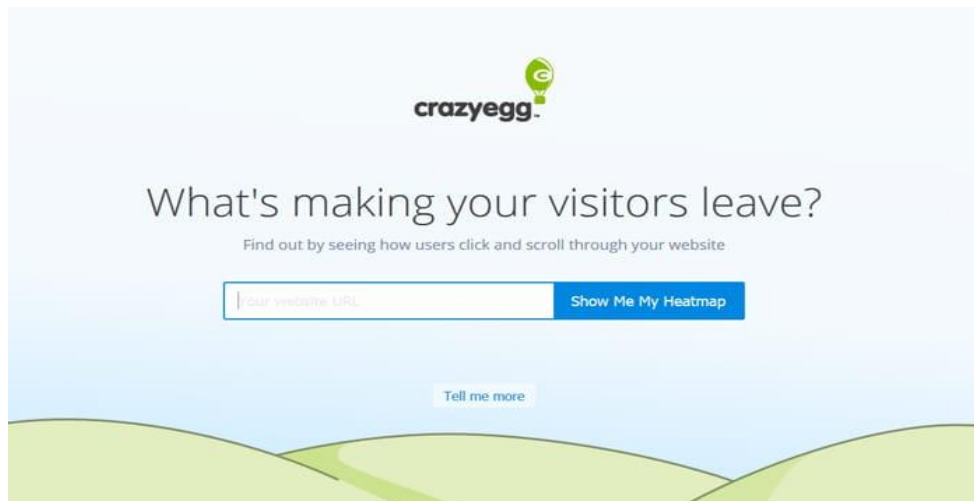 crazyegg™
What's making your visitors leave?
Find out by seeing how users click and scroll through your website
Your website URL
Show Me My Heatmap
Tell me more